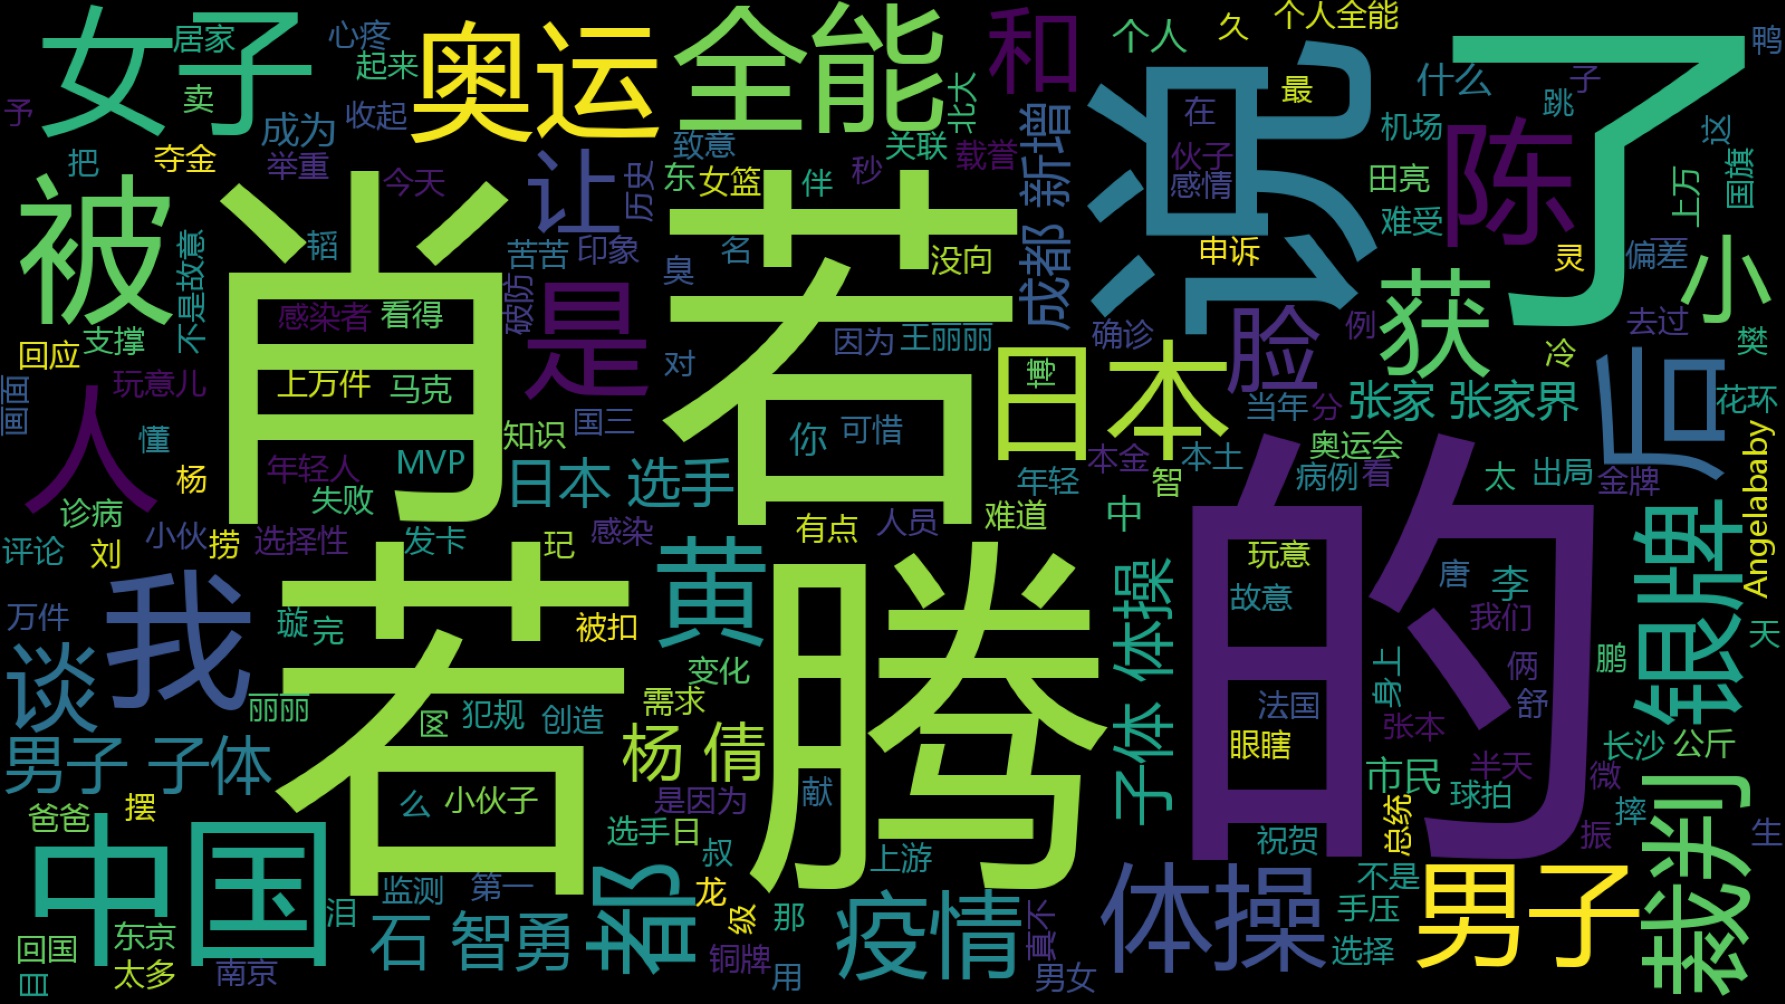 女子
居家
心疼
奥运
全能
和
个人
久
个人全能
沉
了
鸭
予
卖
起来
什么
子
最
北大
收起
成为
跳
这
在
机场
把
夺金
举重
致意
关联
载誉
成都 新增
伙子
陈
国旗
今天
让
历史
东
女篮
伴
秒
感情
田亮
上万
被
肖
若
难受
小
不是故意
韬
苦苦
印象
名
没向
申诉
灵
偏差
臭
是
破防
感染者
看得
获
支撑
回应
因为
王丽丽
确诊
脸
例
去过
冷
樊
对
日本
后
画面
人
玩意儿
上万件
马克
博
当年
分
张家 张家界
花环
懂
国三
你
可惜
知识
奥运会
年轻人
MVP
日本 选手
本金
本土
病例
看
太
出局
金牌
Angelababy
杨
年轻
智
的
诊病
失败
中
难道
小伙
捞
选择性
发卡
玘
感染
有点
人员
评论
刘
银牌
若
黄
腾
子体 体操
玩意
唐
李
我
故意
我们
万件
璇
完
被扣
天
谈
变化
身上
俩
鹏
丽丽
需求
舒
法国
网
犯规
创造
杨 倩
张本
眼瞎
长沙
公斤
男子 子体
市民
半天
微
献
球拍
么
小伙子
是因为
爸爸
摆
总统
摔
裁判
中国
选手日
祝贺
振
生
叔
上游
都
监测
第一
龙
疫情
体操
不是
男子
泪
级
那
真不
手压
石 智勇
回国
东京
选择
太多
南京
铜牌
用
男女
目